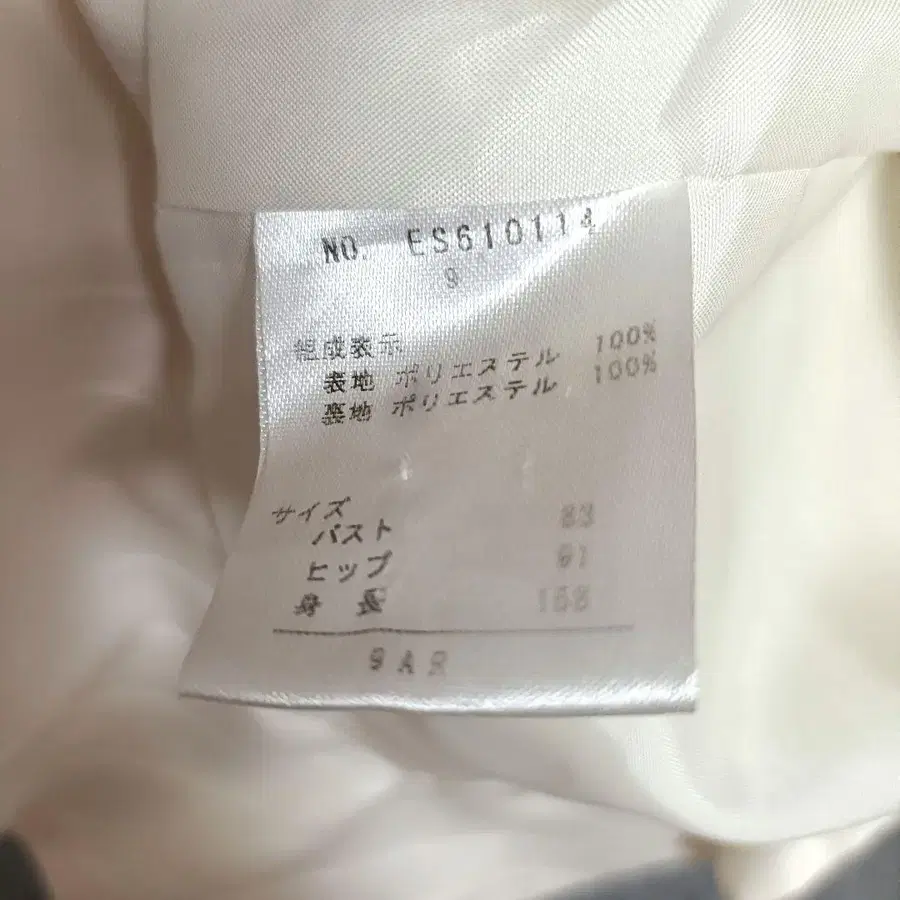 NO. ES610114
9
組成表示
表地 ポリエステル 100%
裏地 ポリエステル 100%
サイズ
バスト 83
ヒップ 91
身長 158
9AR